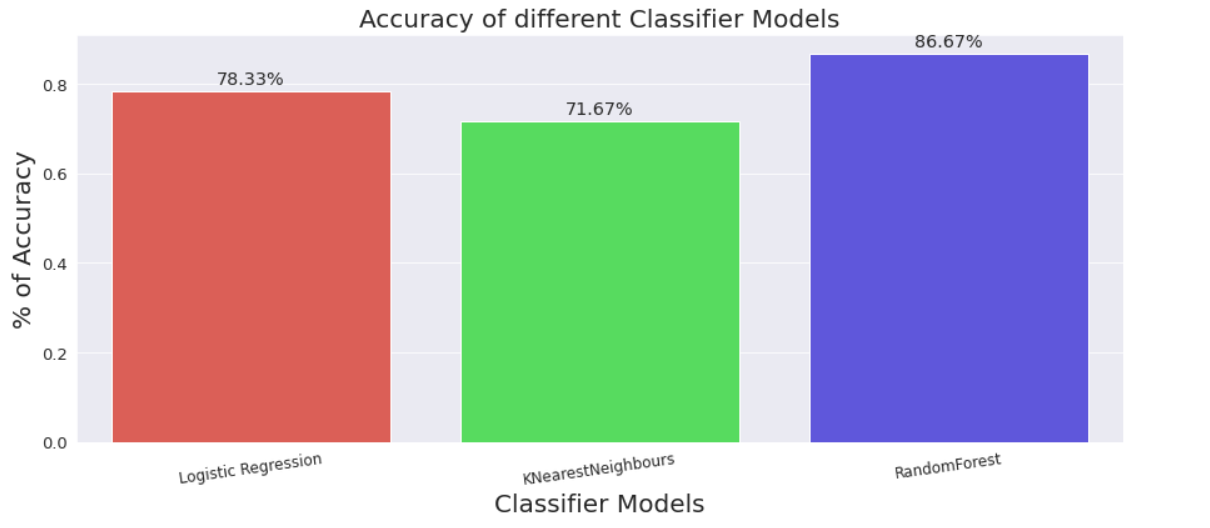 Accuracy of different Classifier Models
86.67%
78.33%
71.67%
0.8
0.6
0.4
0.2
0.0
% of Accuracy
Logistic Regression
KNearestNeighbours
RandomForest
Classifier Models